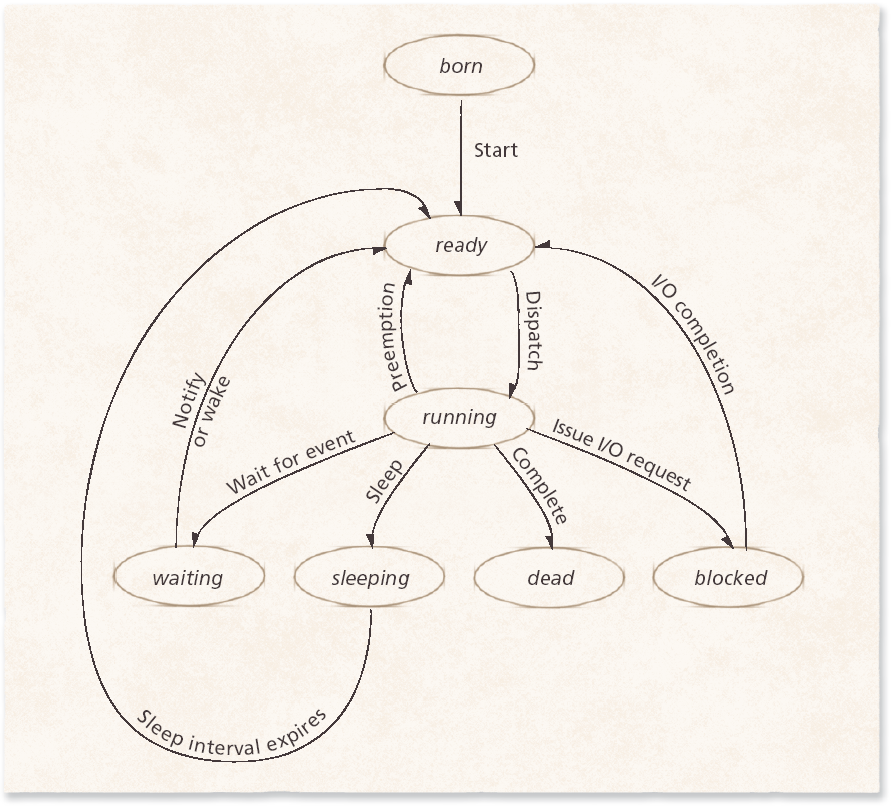 born
Start
ready
Preemption
Dispatch
I/O completion
Notify
or wake
running
Wait for event
Sleep
Complete
Issue I/O request
waiting
sleeping
dead
blocked
Sleep interval expires